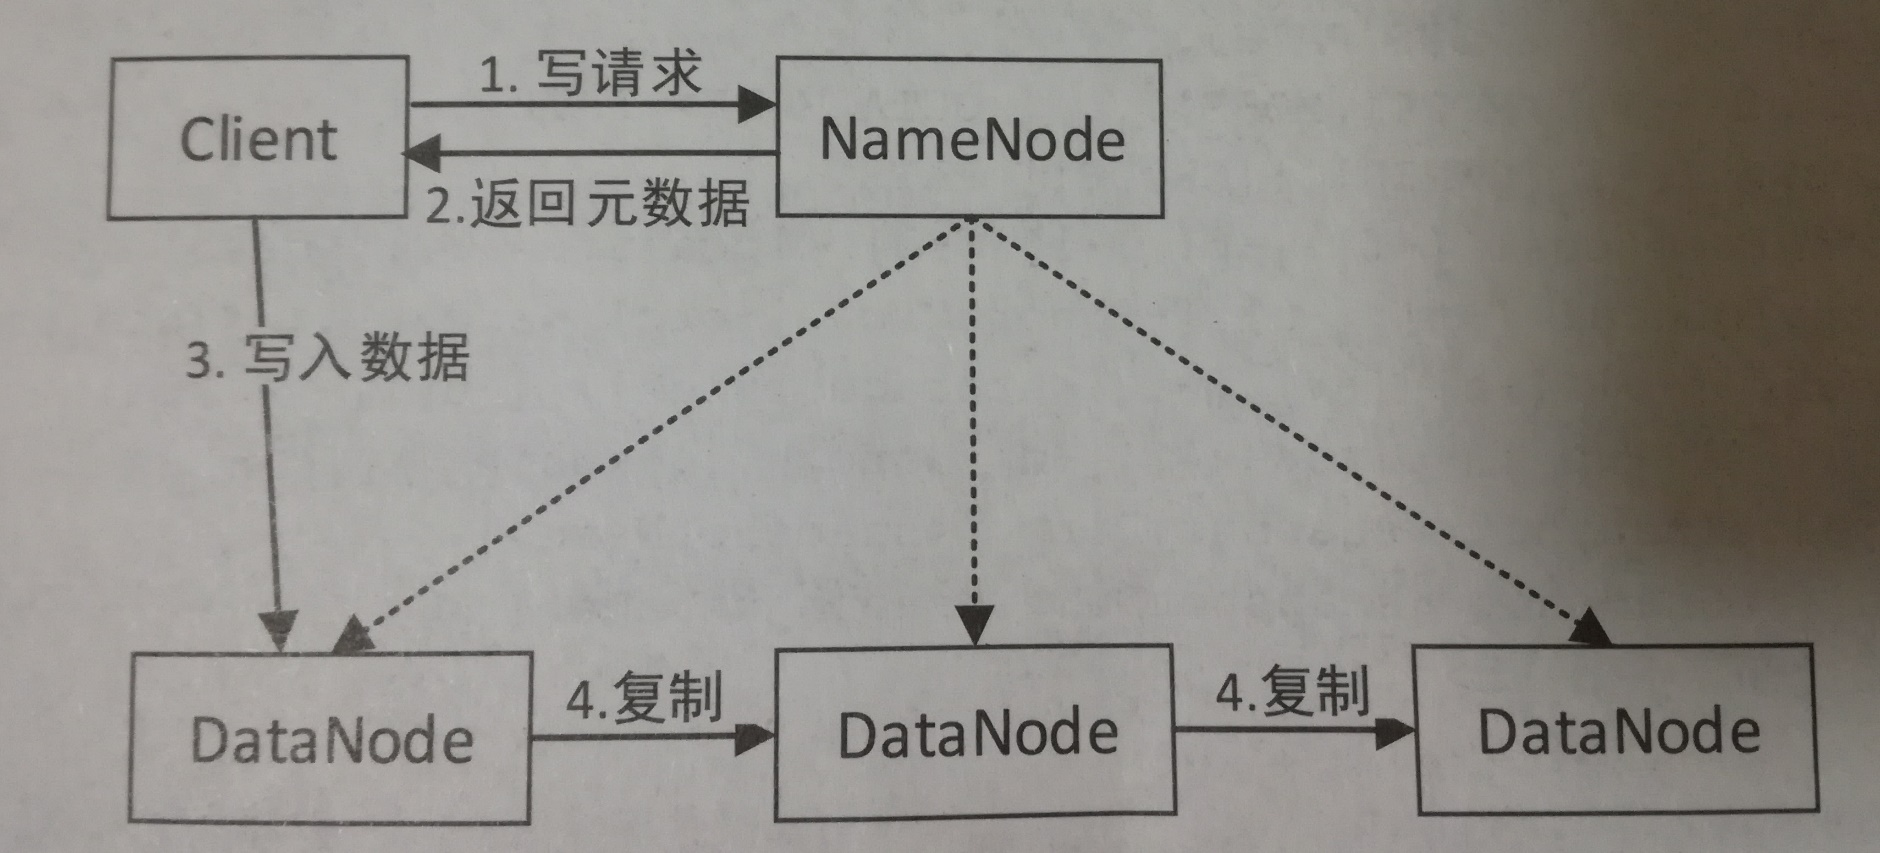 1. 写请求
Client
NameNode
2.返回元数据
3. 写入数据
4.复制
4.复制
DataNode
DataNode
DataNode